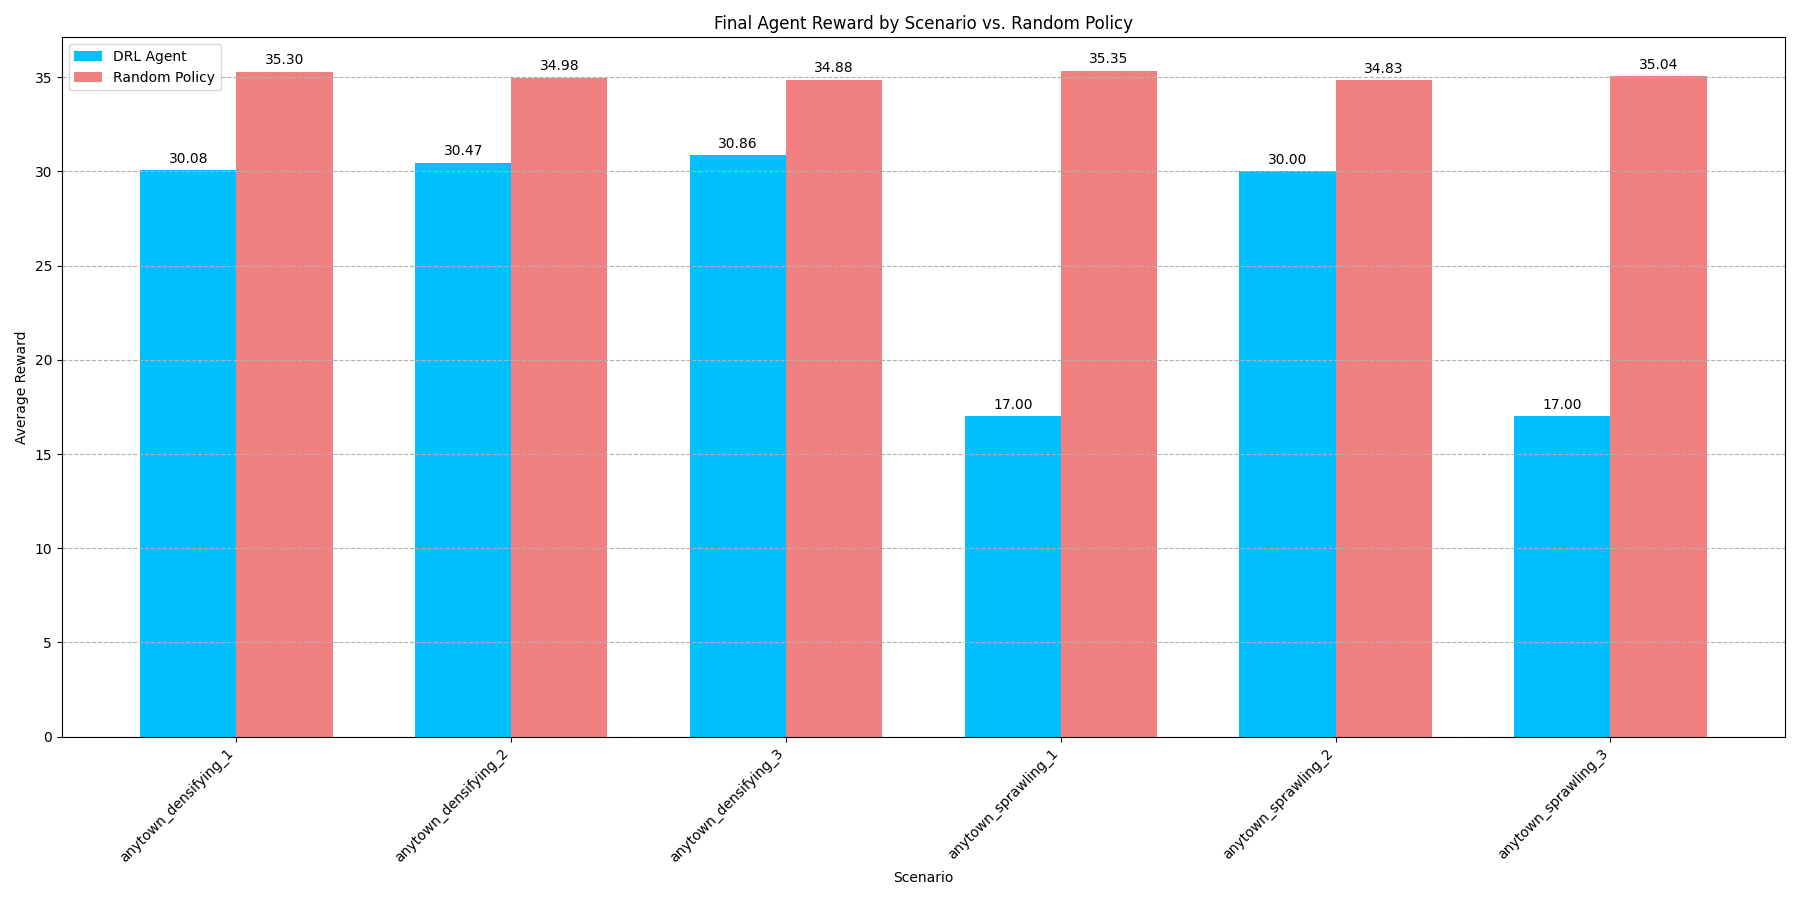 Final Agent Reward by Scenario vs. Random Policy
DRL Agent
Random Policy
35.30
34.98
34.88
35.35
34.83
35.04
30.08
30.47
30.86
17.00
30.00
17.00
Average Reward
35
30
25
20
15
10
5
0
anytown_densifying_1
anytown_densifying_2
anytown_densifying_3
anytown_sprawling_1
anytown_sprawling_2
anytown_sprawling_3
Scenario